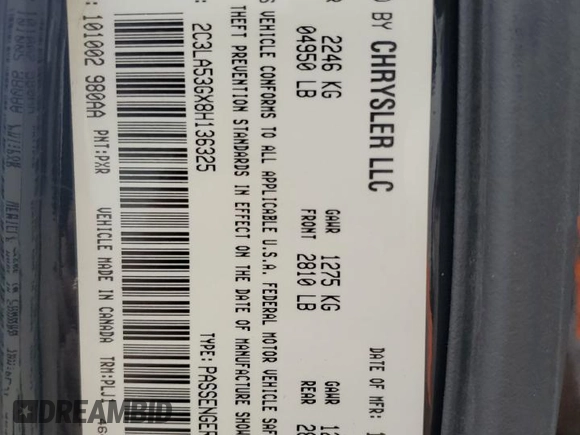 ) BY CHRYSLER LLC
DATE OF MFR: 1
2246 KG
04950 LB
GAWR FRONT
1275 KG
2810 LB
GAWR REAR
S VEHICLE CONFORMS TO ALL APPLICABLE U.S.A. FEDERAL MOTOR VEHICLE SAF
THEFT PREVENTION STANDARDS IN EFFECT ON THE DATE OF MANUFACTURE SHOW
2C3LA53GX8H136325
TYPE: PASSENGER
: 101002 980AA
PNT:PXR
VEHICLE MADE IN CANADA
TRM:PLJ
DREAMBID